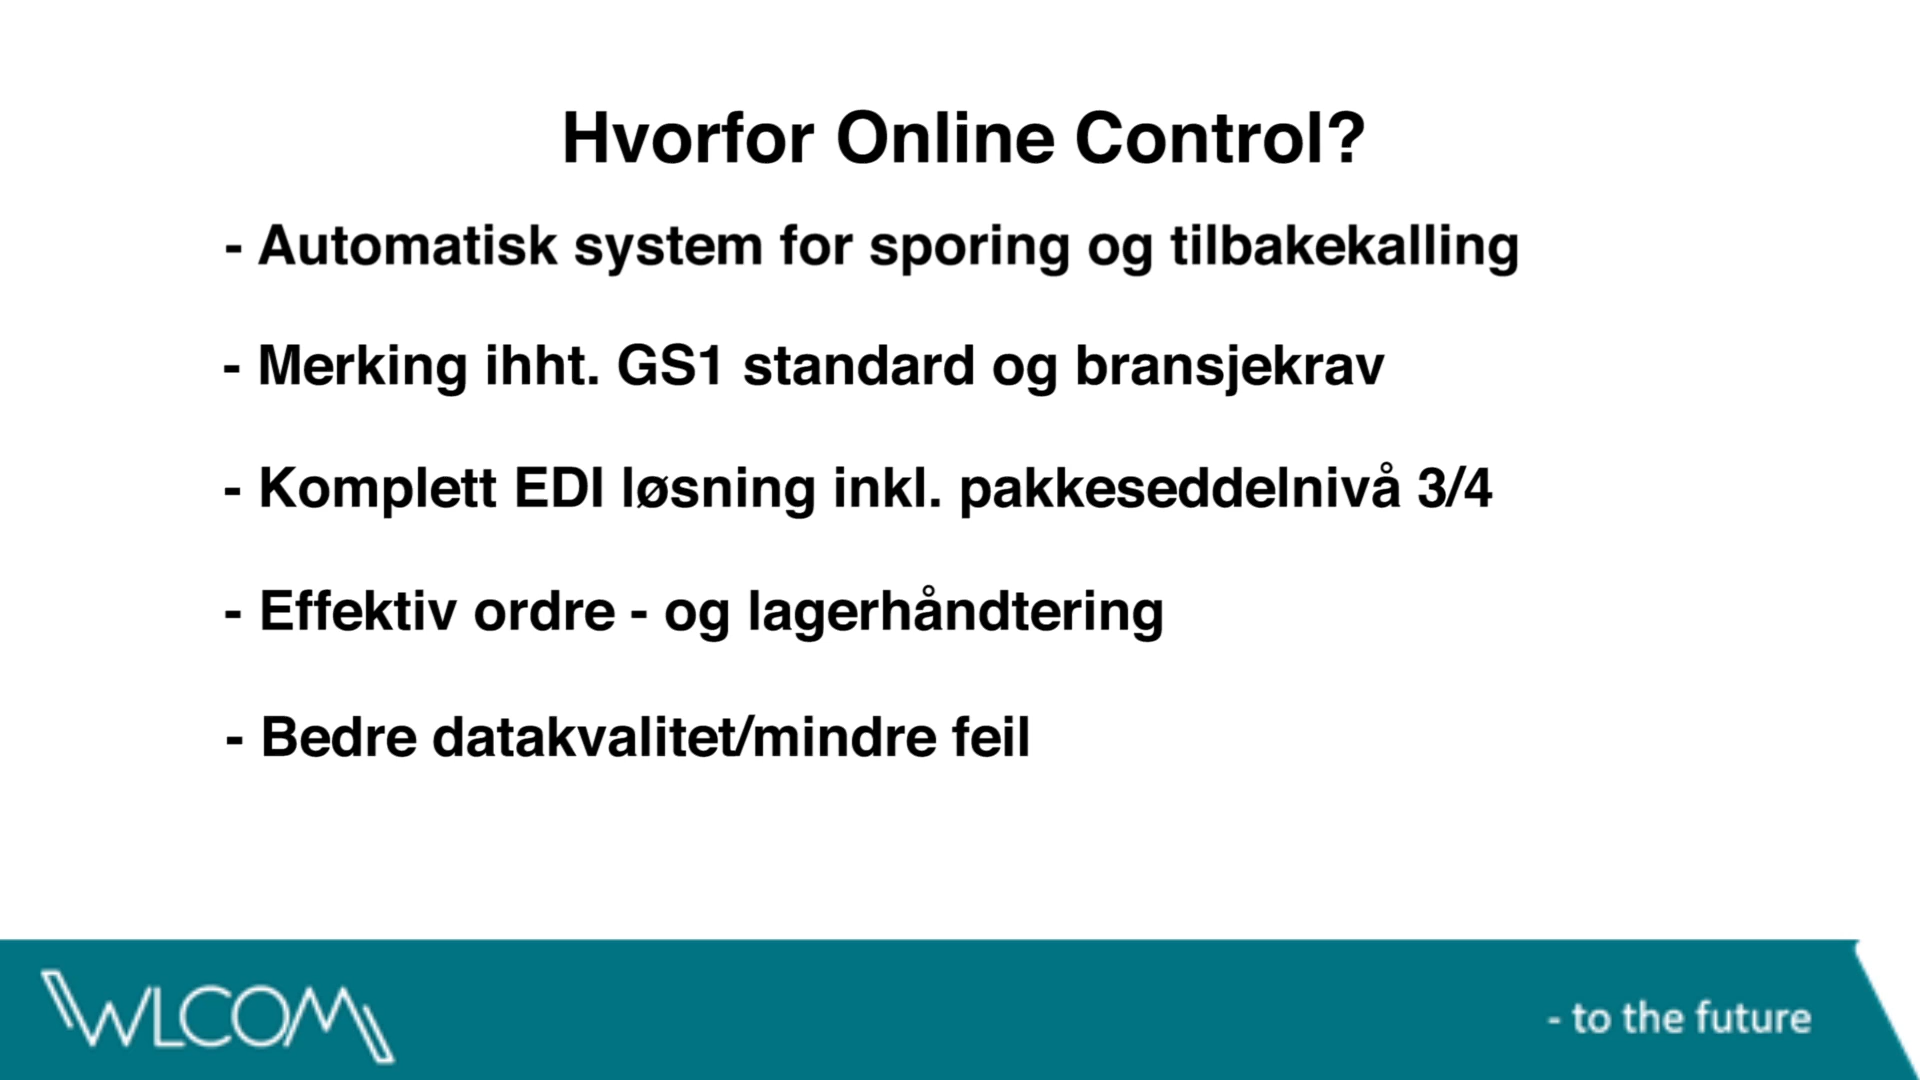 Hvorfor Online Control?
- Automatisk system for sporing og tilbakekalling
- Merking ihht. GS1 standard og bransjekrav
- Komplett EDI løsning inkl. pakkeseddelnivå 3/4
- Effektiv ordre - og lagerhåndtering
- Bedre datakvalitet/mindre feil
WLCOM
- to the future